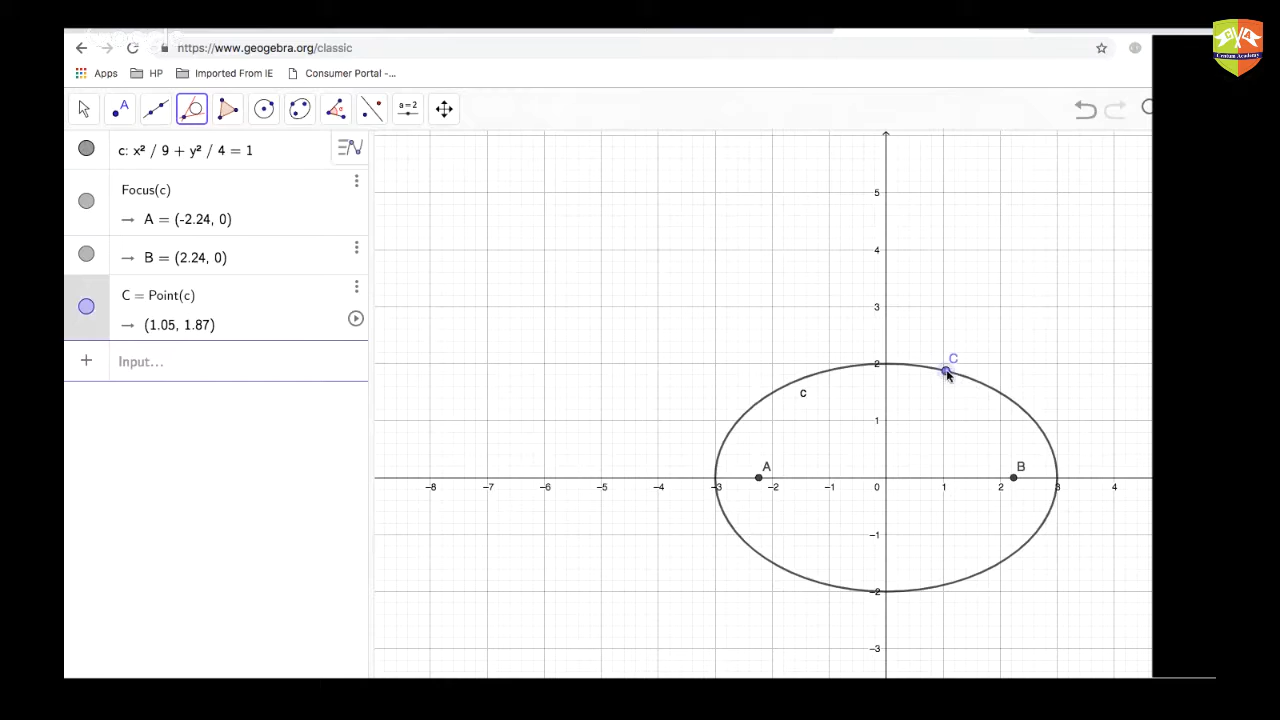 https://www.geogebra.org/classic
Apps HP Imported From IE Consumer Portal -...
A a=2
c: x² / 9 + y² / 4 = 1
Focus(c)
→ A = (-2.24, 0)
→ B = (2.24, 0)
C = Point(c)
→ (1.05, 1.87)
+ Input...
5
4
3
2
C
c
1
A B
-8 -7 -6 -5 -4 -3 -2 -1 0 1 2 3 4
-1
-2
-3
Centum Academy